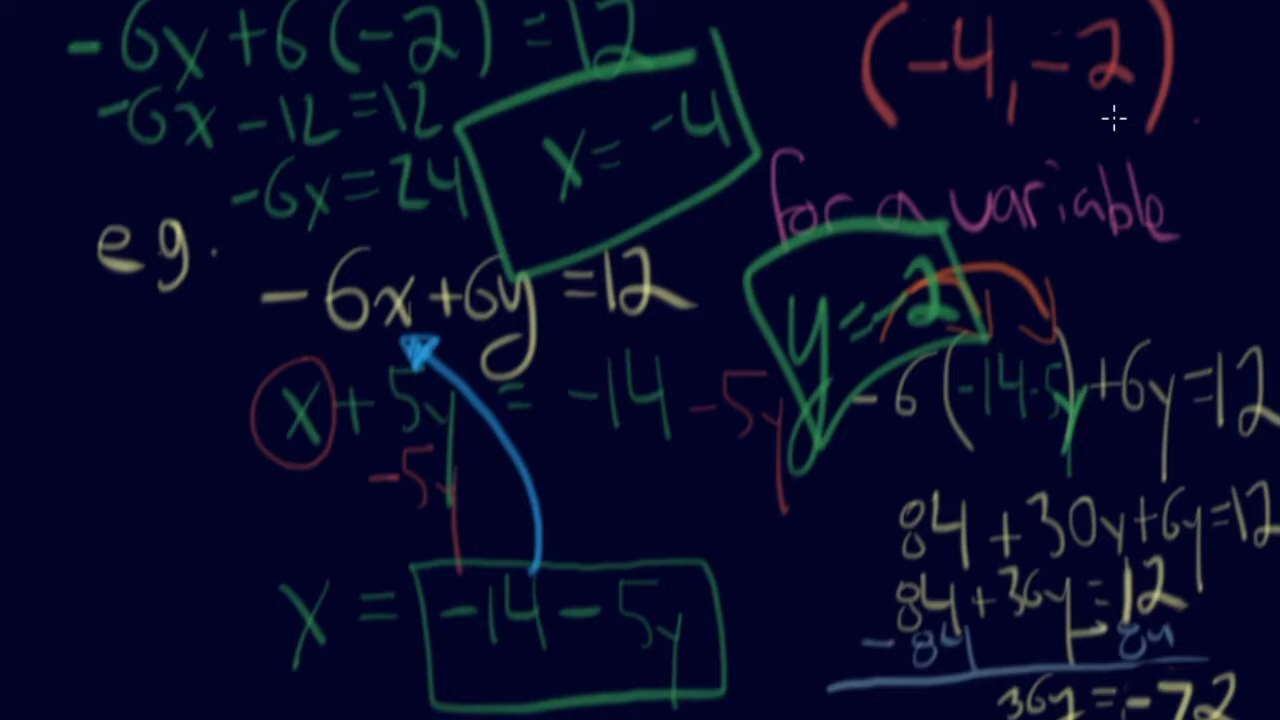 -6x + 6(-2) = 12
-6x - 12 = 12
-6x = 24
x = -4
(-4, -2)
for a variable
e.g.
-6x + 6y = 12
x + 5y = -14 - 5y
-5y
x = -14 - 5y
y = -2
-6(-14-5y) + 6y = 12
84 + 30y + 6y = 12
84 + 36y = 12
-84 -84
36y = -72